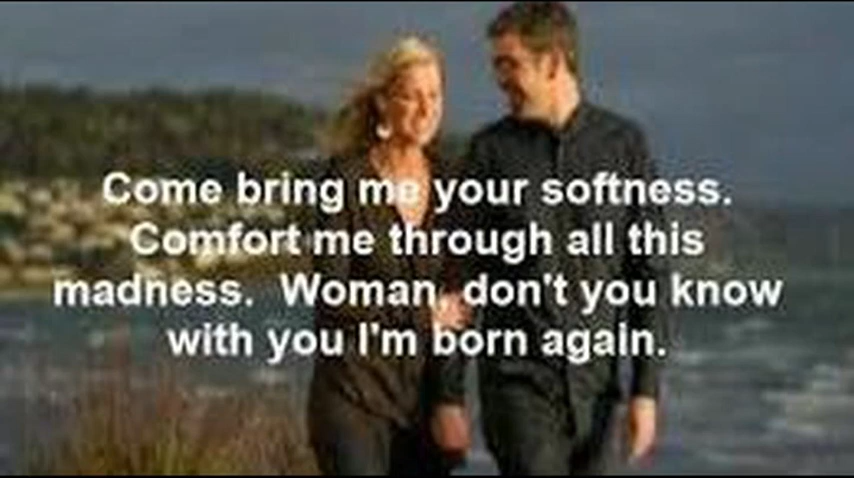 Come bring me your softness.
Comfort me through all this
madness.  Woman, don't you know
with you I'm born again.